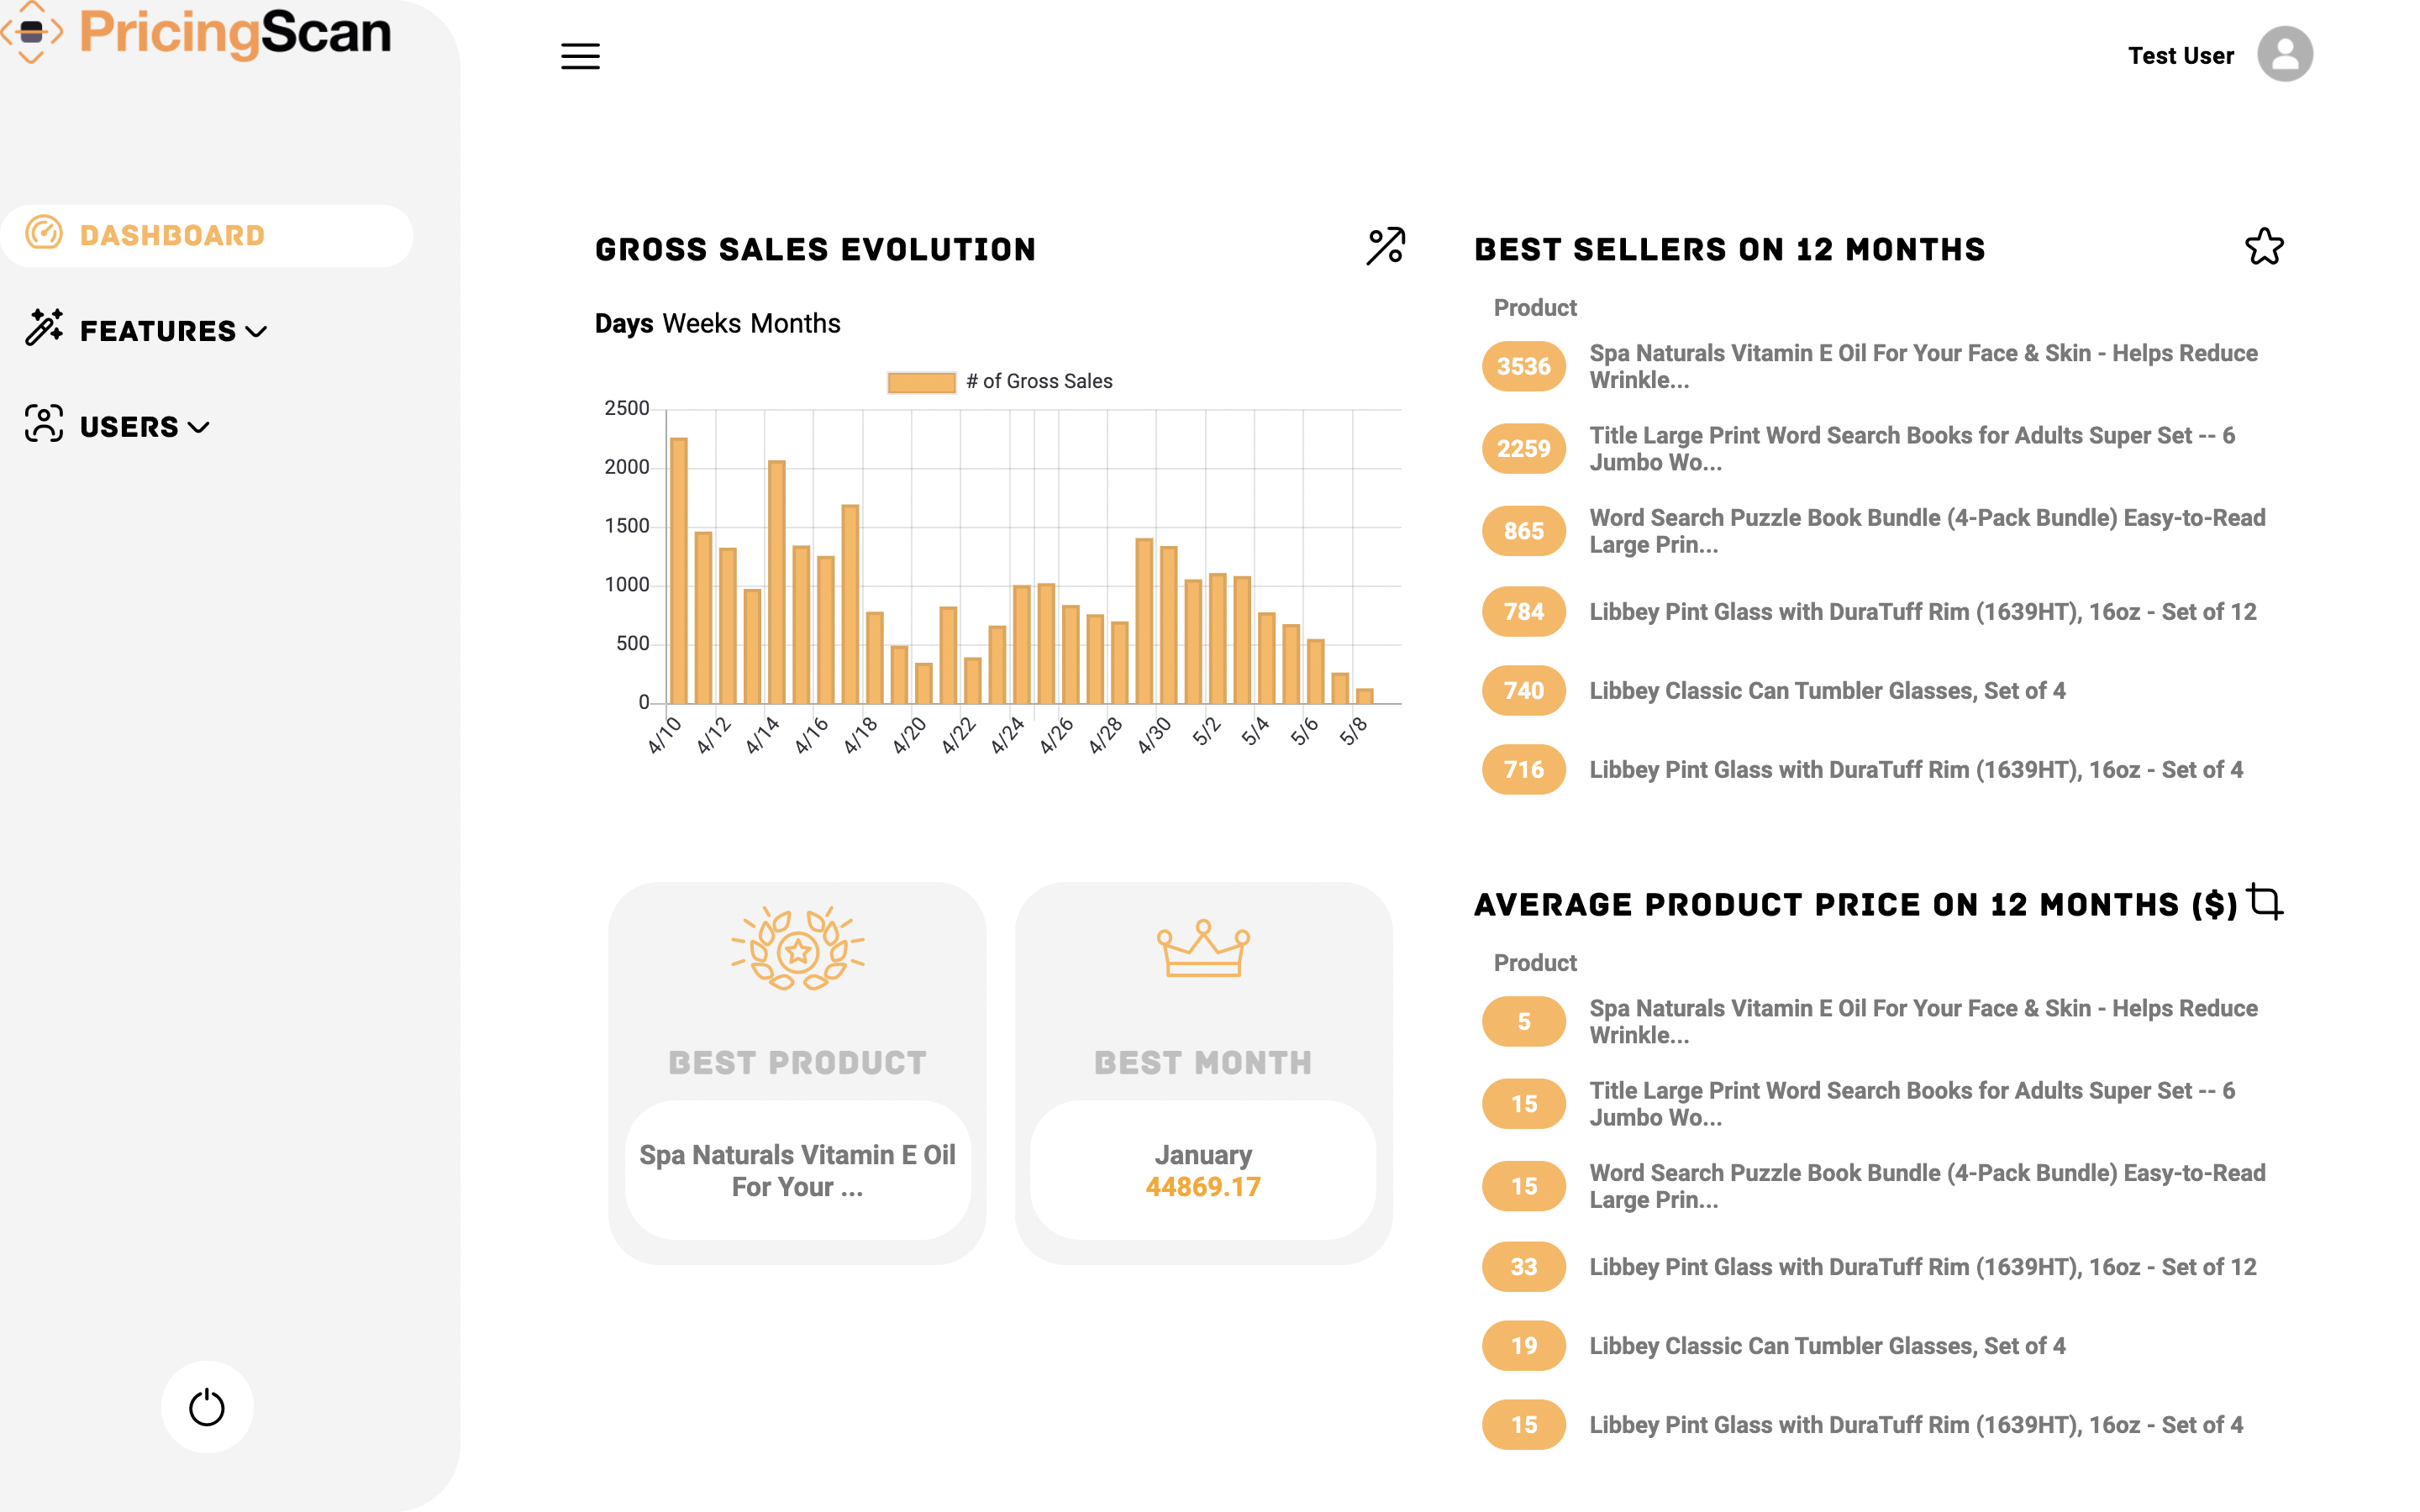 PricingScan
Test User
DASHBOARD
FEATURES
USERS
GROSS SALES EVOLUTION
Days Weeks Months
# of Gross Sales
2500
2000
1500
1000
500
0
4/10 4/12 4/14 4/16 4/18 4/20 4/22 4/24 4/26 4/28 4/30 5/2 5/4 5/6 5/8
BEST PRODUCT
Spa Naturals Vitamin E Oil
For Your ...
BEST MONTH
January
44869.17
BEST SELLERS ON 12 MONTHS
Product
3536 Spa Naturals Vitamin E Oil For Your Face & Skin - Helps Reduce
Wrinkle...
2259 Title Large Print Word Search Books for Adults Super Set -- 6
Jumbo Wo...
865 Word Search Puzzle Book Bundle (4-Pack Bundle) Easy-to-Read
Large Prin...
784 Libbey Pint Glass with DuraTuff Rim (1639HT), 16oz - Set of 12
740 Libbey Classic Can Tumbler Glasses, Set of 4
716 Libbey Pint Glass with DuraTuff Rim (1639HT), 16oz - Set of 4
AVERAGE PRODUCT PRICE ON 12 MONTHS ($)
Product
5 Spa Naturals Vitamin E Oil For Your Face & Skin - Helps Reduce
Wrinkle...
15 Title Large Print Word Search Books for Adults Super Set -- 6
Jumbo Wo...
15 Word Search Puzzle Book Bundle (4-Pack Bundle) Easy-to-Read
Large Prin...
33 Libbey Pint Glass with DuraTuff Rim (1639HT), 16oz - Set of 12
19 Libbey Classic Can Tumbler Glasses, Set of 4
15 Libbey Pint Glass with DuraTuff Rim (1639HT), 16oz - Set of 4